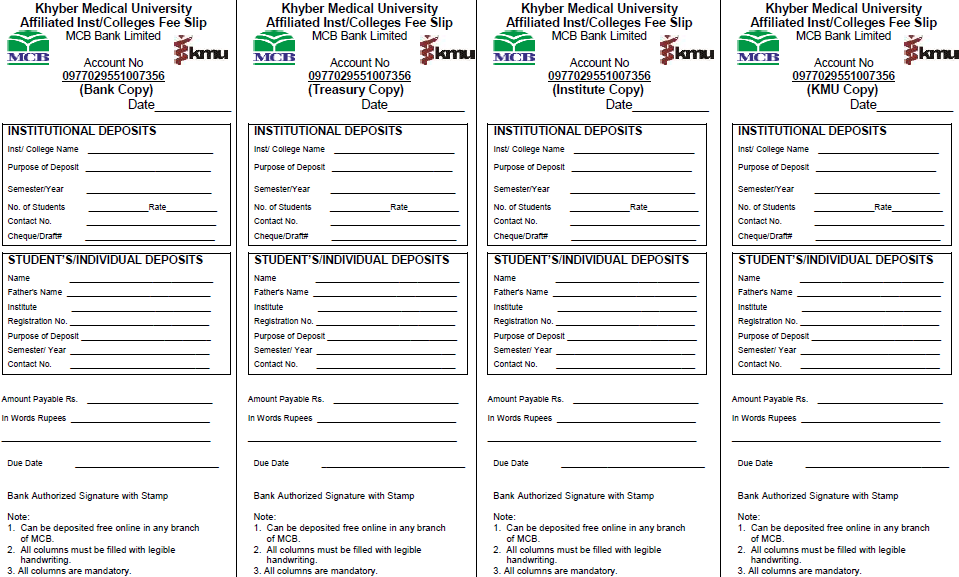 Khyber Medical University
Affiliated Inst/Colleges Fee Slip
MCB Bank Limited
MCB
kmu
Account No
0977029551007356
(Bank Copy)
Date____________
INSTITUTIONAL DEPOSITS
Inst/ College Name
Purpose of Deposit
Semester/Year
No. of Students ____________Rate__________
Contact No.
Cheque/Draft#
STUDENT'S/INDIVIDUAL DEPOSITS
Name
Father's Name
Institute
Registration No.
Purpose of Deposit
Semester/ Year
Contact No.
Amount Payable Rs.
In Words Rupees
Due Date
Bank Authorized Signature with Stamp
Note:
1. Can be deposited free online in any branch
of MCB.
2. All columns must be filled with legible
handwriting.
3. All columns are mandatory.
Khyber Medical University
Affiliated Inst/Colleges Fee Slip
MCB Bank Limited
MCB
kmu
Account No
0977029551007356
(Treasury Copy)
Date____________
INSTITUTIONAL DEPOSITS
Inst/ College Name
Purpose of Deposit
Semester/Year
No. of Students ____________Rate__________
Contact No.
Cheque/Draft#
STUDENT'S/INDIVIDUAL DEPOSITS
Name
Father's Name
Institute
Registration No.
Purpose of Deposit
Semester/ Year
Contact No.
Amount Payable Rs.
In Words Rupees
Due Date
Bank Authorized Signature with Stamp
Note:
1. Can be deposited free online in any branch
of MCB.
2. All columns must be filled with legible
handwriting.
3. All columns are mandatory.
Khyber Medical University
Affiliated Inst/Colleges Fee Slip
MCB Bank Limited
MCB
kmu
Account No
0977029551007356
(Institute Copy)
Date____________
INSTITUTIONAL DEPOSITS
Inst/ College Name
Purpose of Deposit
Semester/Year
No. of Students ____________Rate__________
Contact No.
Cheque/Draft#
STUDENT'S/INDIVIDUAL DEPOSITS
Name
Father's Name
Institute
Registration No.
Purpose of Deposit
Semester/ Year
Contact No.
Amount Payable Rs.
In Words Rupees
Due Date
Bank Authorized Signature with Stamp
Note:
1. Can be deposited free online in any branch
of MCB.
2. All columns must be filled with legible
handwriting.
3. All columns are mandatory.
Khyber Medical University
Affiliated Inst/Colleges Fee Slip
MCB Bank Limited
MCB
kmu
Account No
0977029551007356
(KMU Copy)
Date____________
INSTITUTIONAL DEPOSITS
Inst/ College Name
Purpose of Deposit
Semester/Year
No. of Students ____________Rate__________
Contact No.
Cheque/Draft#
STUDENT'S/INDIVIDUAL DEPOSITS
Name
Father's Name
Institute
Registration No.
Purpose of Deposit
Semester/ Year
Contact No.
Amount Payable Rs.
In Words Rupees
Due Date
Bank Authorized Signature with Stamp
Note:
1. Can be deposited free online in any branch
of MCB.
2. All columns must be filled with legible
handwriting.
3. All columns are mandatory.